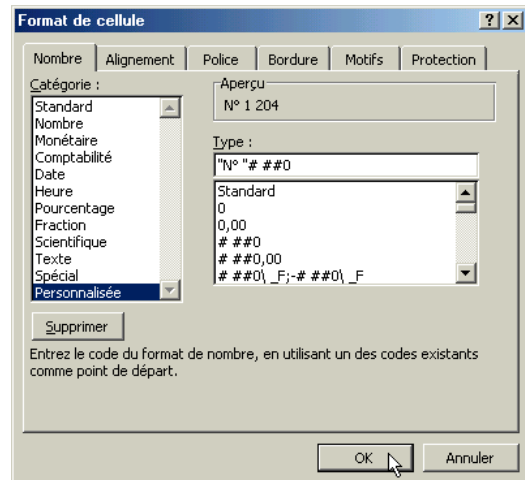 Format de cellule
Nombre Alignement Police Bordure Motifs Protection
Catégorie :
Standard
Nombre
Monétaire
Comptabilité
Date
Heure
Pourcentage
Fraction
Scientifique
Texte
Spécial
Personnalisée
Aperçu
N° 1 204
Type :
"N° "# ##0
Standard
0
0,00
# ##0
# ##0,00
# ##0\ _F;-# ##0\ _F
Supprimer
Entrez le code du format de nombre, en utilisant un des codes existants
comme point de départ.
OK Annuler